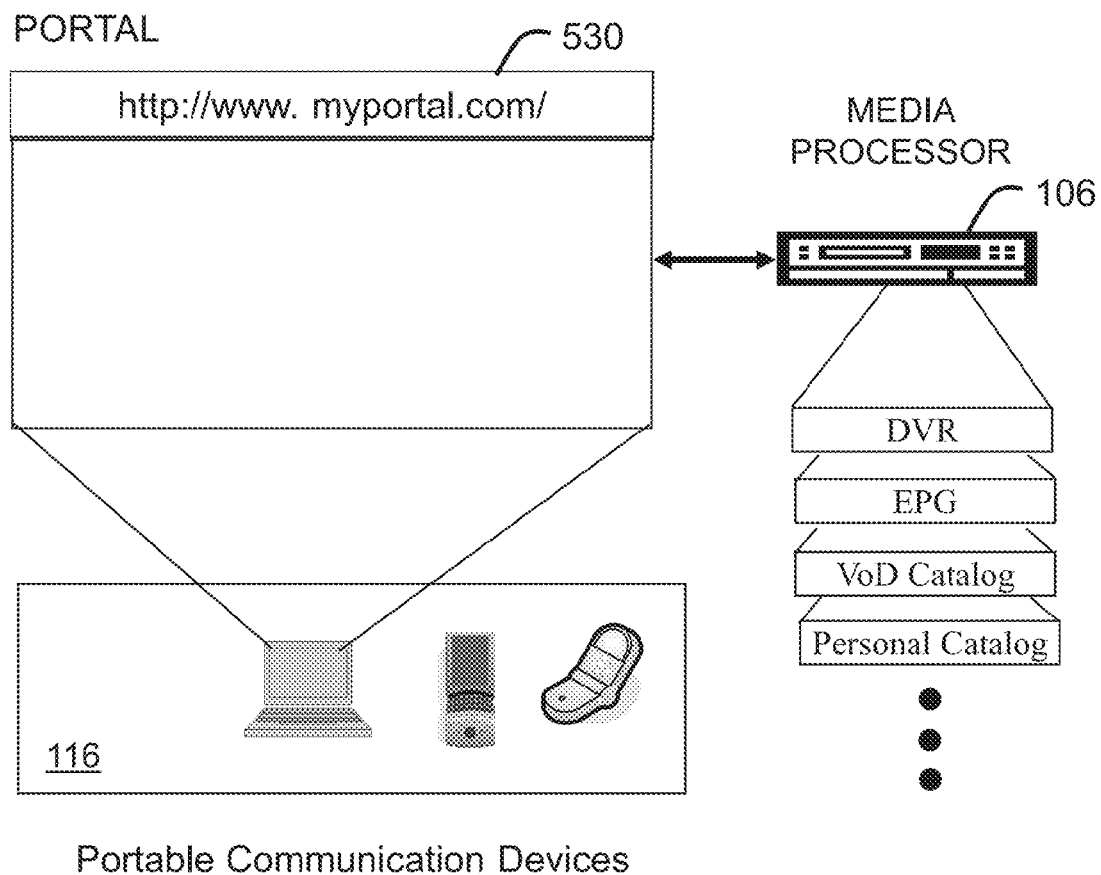 PORTAL
530
http://www. myportal.com/
MEDIA
PROCESSOR
106
DVR
EPG
VoD Catalog
Personal Catalog
116
Portable Communication Devices